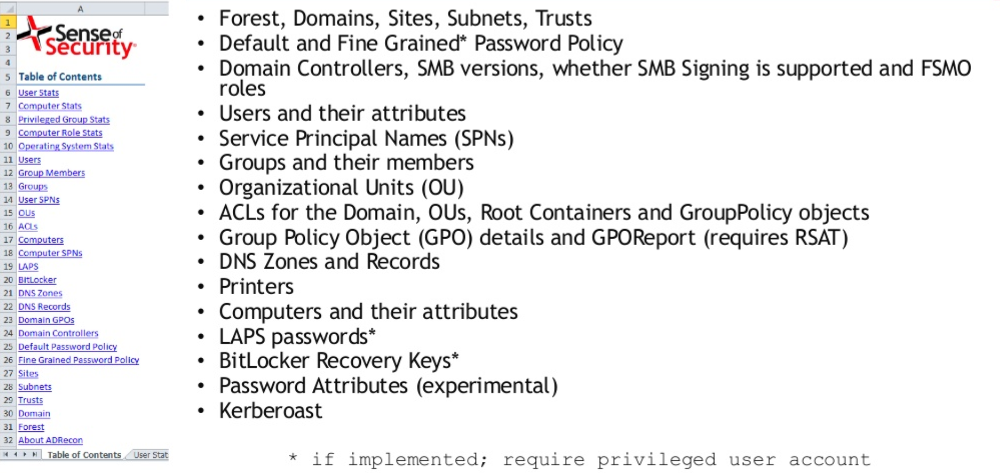 A
1
2
3
4
5
6
7
8
9
10
11
12
13
14
15
16
17
18
19
20
21
22
23
24
25
26
27
28
29
30
31
32
Sense of
Security
Table of Contents
User Stats
Computer Stats
Privileged Group Stats
Computer Role Stats
Operating System Stats
Users
Group Members
Groups
User SPNs
OUs
ACLs
Computers
Computer SPNs
LAPS
BitLocker
DNS Zones
DNS Records
Domain GPOs
Domain Controllers
Default Password Policy
Fine Grained Password Policy
Sites
Subnets
Trusts
Domain
Forest
About ADRecon
Table of Contents
User Stat
• Forest, Domains, Sites, Subnets, Trusts
• Default and Fine Grained* Password Policy
• Domain Controllers, SMB versions, whether SMB Signing is supported and FSMO
roles
• Users and their attributes
• Service Principal Names (SPNs)
• Groups and their members
• Organizational Units (OU)
• ACLs for the Domain, OUs, Root Containers and GroupPolicy objects
• Group Policy Object (GPO) details and GPOReport (requires RSAT)
• DNS Zones and Records
• Printers
• Computers and their attributes
• LAPS passwords*
• BitLocker Recovery Keys*
• Password Attributes (experimental)
• Kerberoast
* if implemented; require privileged user account